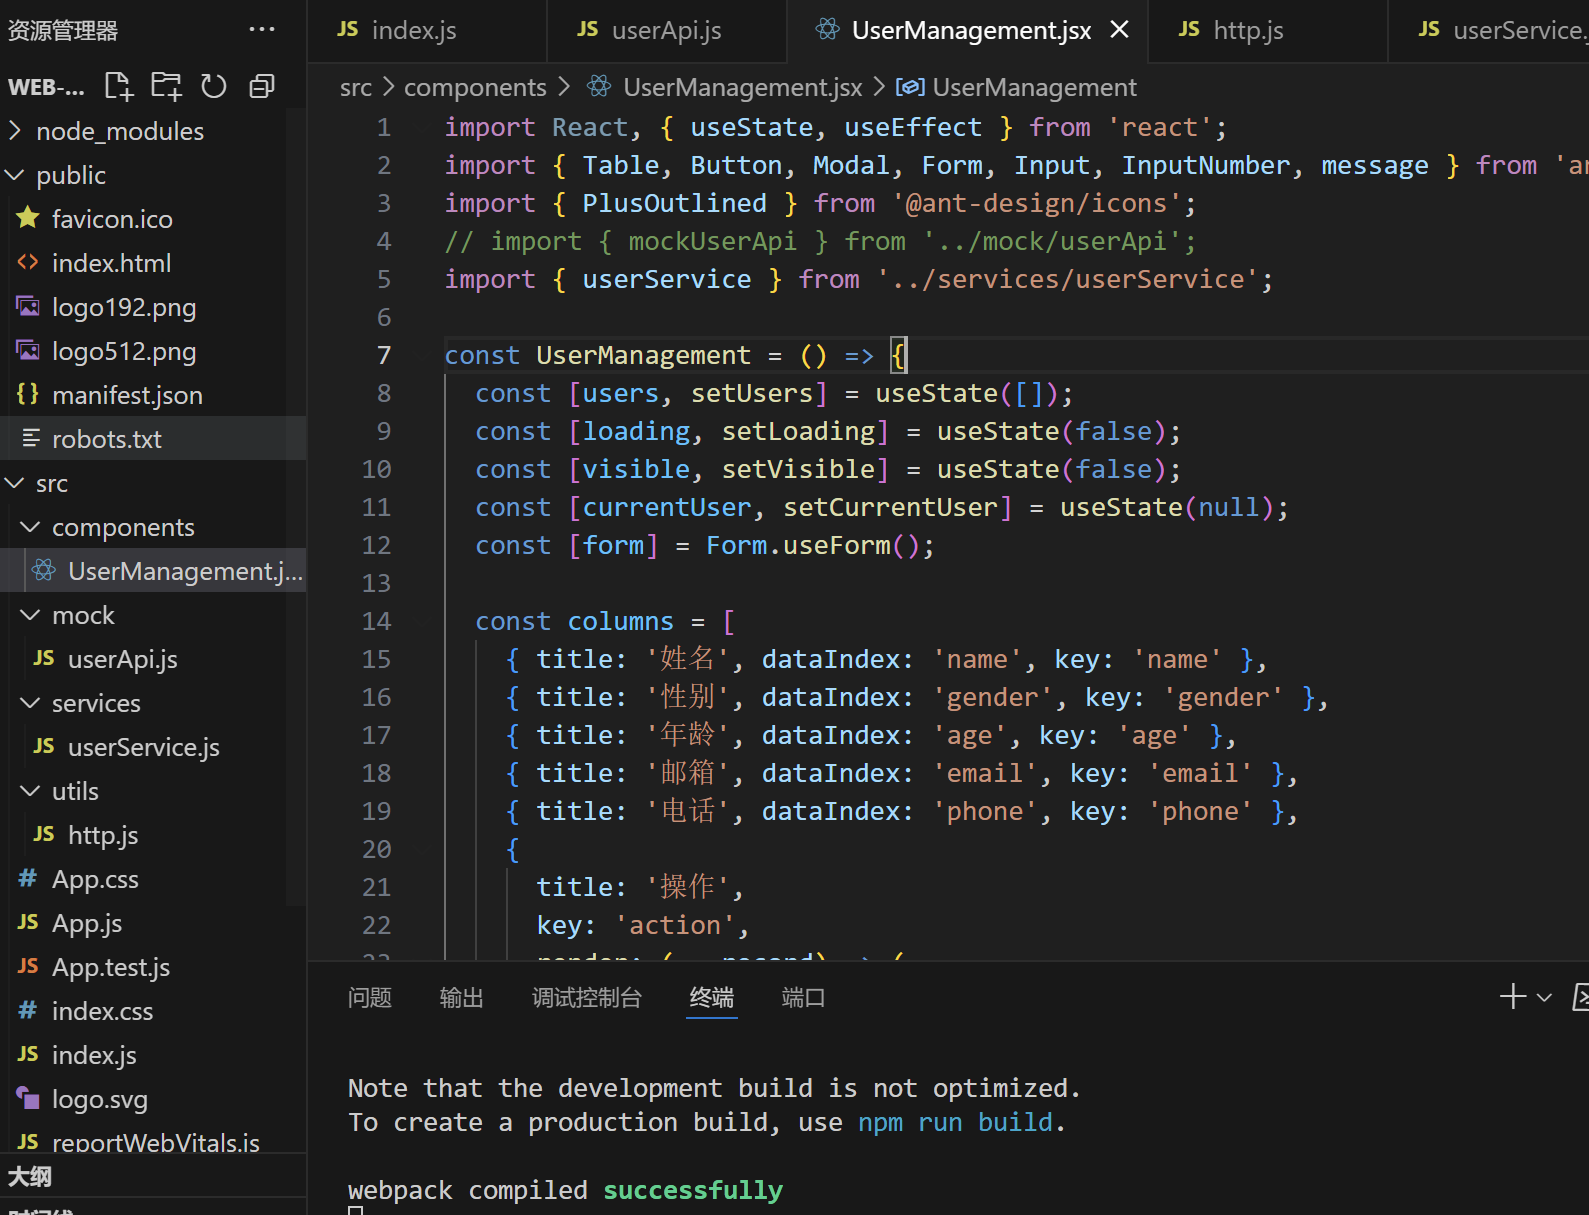 资源管理器 ...
WEB-...
node_modules
public
favicon.ico
index.html
logo192.png
logo512.png
manifest.json
robots.txt
src
components
UserManagement.j...
mock
userApi.js
services
userService.js
utils
http.js
App.css
App.js
App.test.js
index.css
index.js
logo.svg
reportWebVitals.js
大纲
时间线
JS index.js JS userApi.js UserManagement.jsx JS http.js JS userService.
src > components > UserManagement.jsx > UserManagement
1 import React, { useState, useEffect } from 'react';
2 import { Table, Button, Modal, Form, Input, InputNumber, message } from 'an
3 import { PlusOutlined } from '@ant-design/icons';
4 // import { mockUserApi } from '../mock/userApi';
5 import { userService } from '../services/userService';
6
7 const UserManagement = () => {
8 const [users, setUsers] = useState([]);
9 const [loading, setLoading] = useState(false);
10 const [visible, setVisible] = useState(false);
11 const [currentUser, setCurrentUser] = useState(null);
12 const [form] = Form.useForm();
13
14 const columns = [
15 { title: '姓名', dataIndex: 'name', key: 'name' },
16 { title: '性别', dataIndex: 'gender', key: 'gender' },
17 { title: '年龄', dataIndex: 'age', key: 'age' },
18 { title: '邮箱', dataIndex: 'email', key: 'email' },
19 { title: '电话', dataIndex: 'phone', key: 'phone' },
20 {
21 title: '操作',
22 key: 'action',
23 render: (_, record) => (
问题 输出 调试控制台 终端 端口
Note that the development build is not optimized.
To create a production build, use npm run build.
webpack compiled successfully